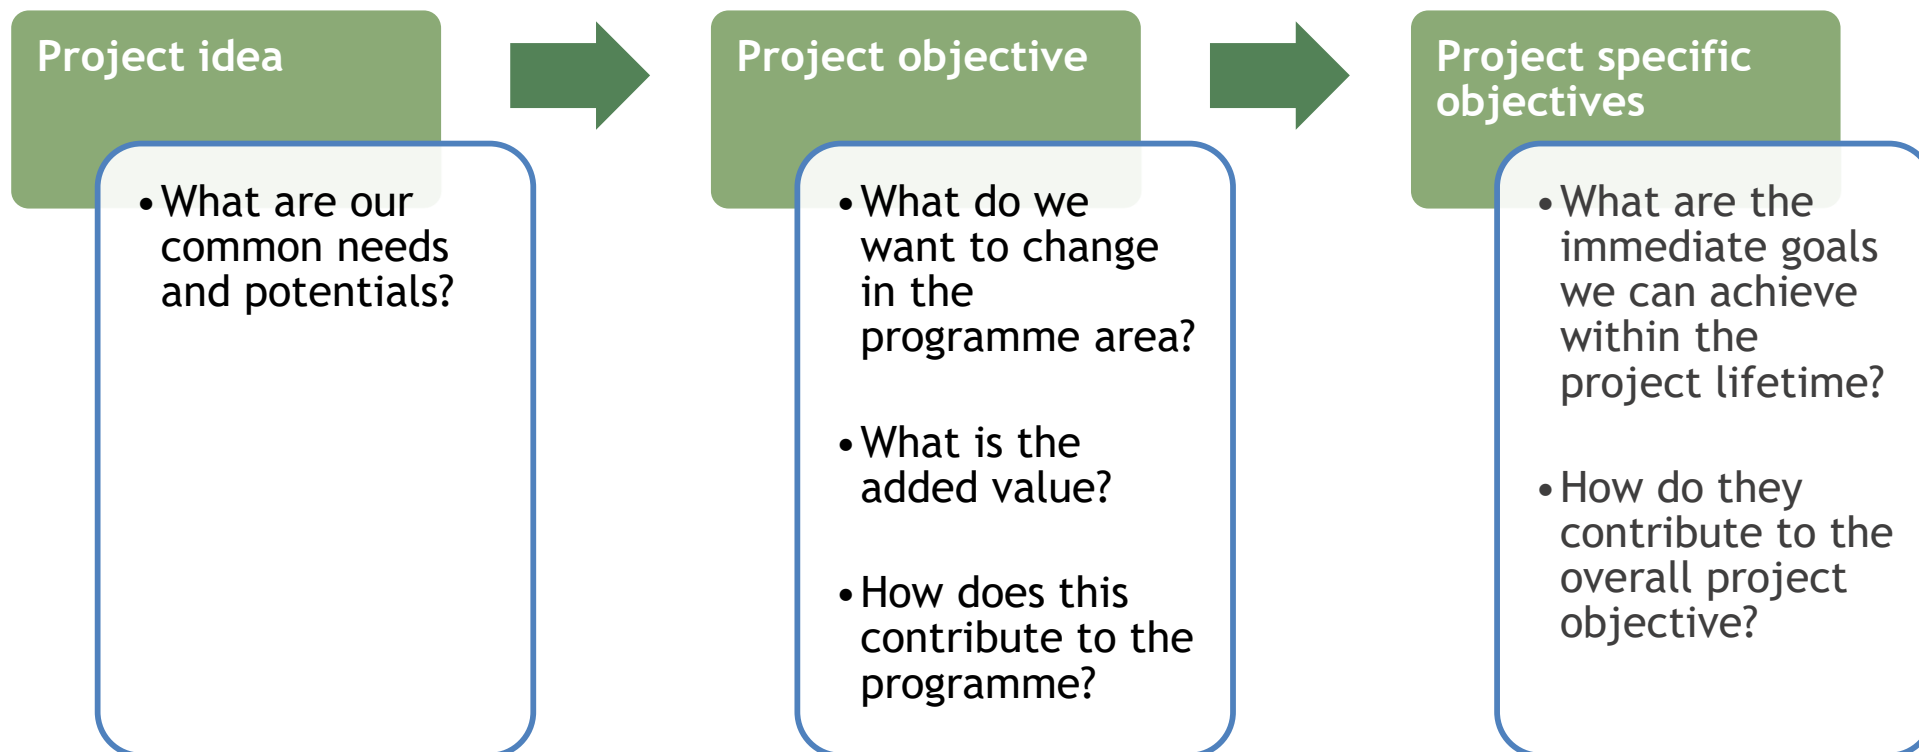 Project idea
•What are our
common needs
and potentials?
Project objective
•What do we
want to change
in the
programme area?
•What is the
added value?
•How does this
contribute to the
programme?
Project specific
objectives
•What are the
immediate goals
we can achieve
within the
project lifetime?
•How do they
contribute to the
overall project
objective?